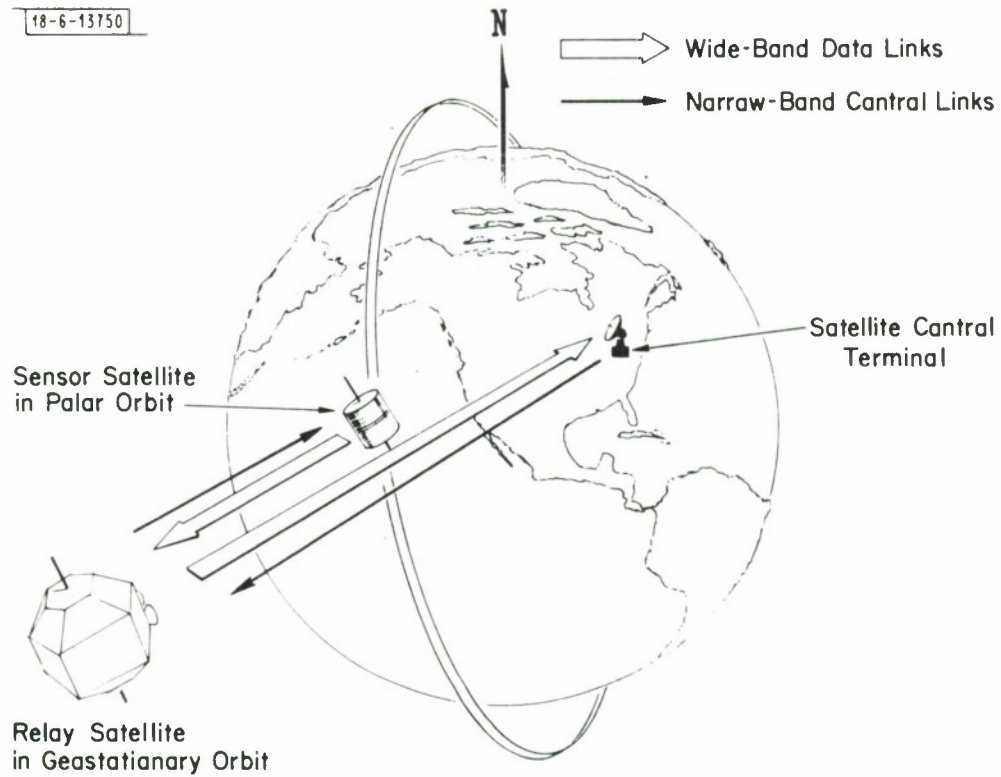 18-6-13750
N
Wide-Band Data Links
Narraw-Band Cantral Links
Satellite Cantral
Terminal
Sensor Satellite
in Palar Orbit
Relay Satellite
in Geastatianary Orbit